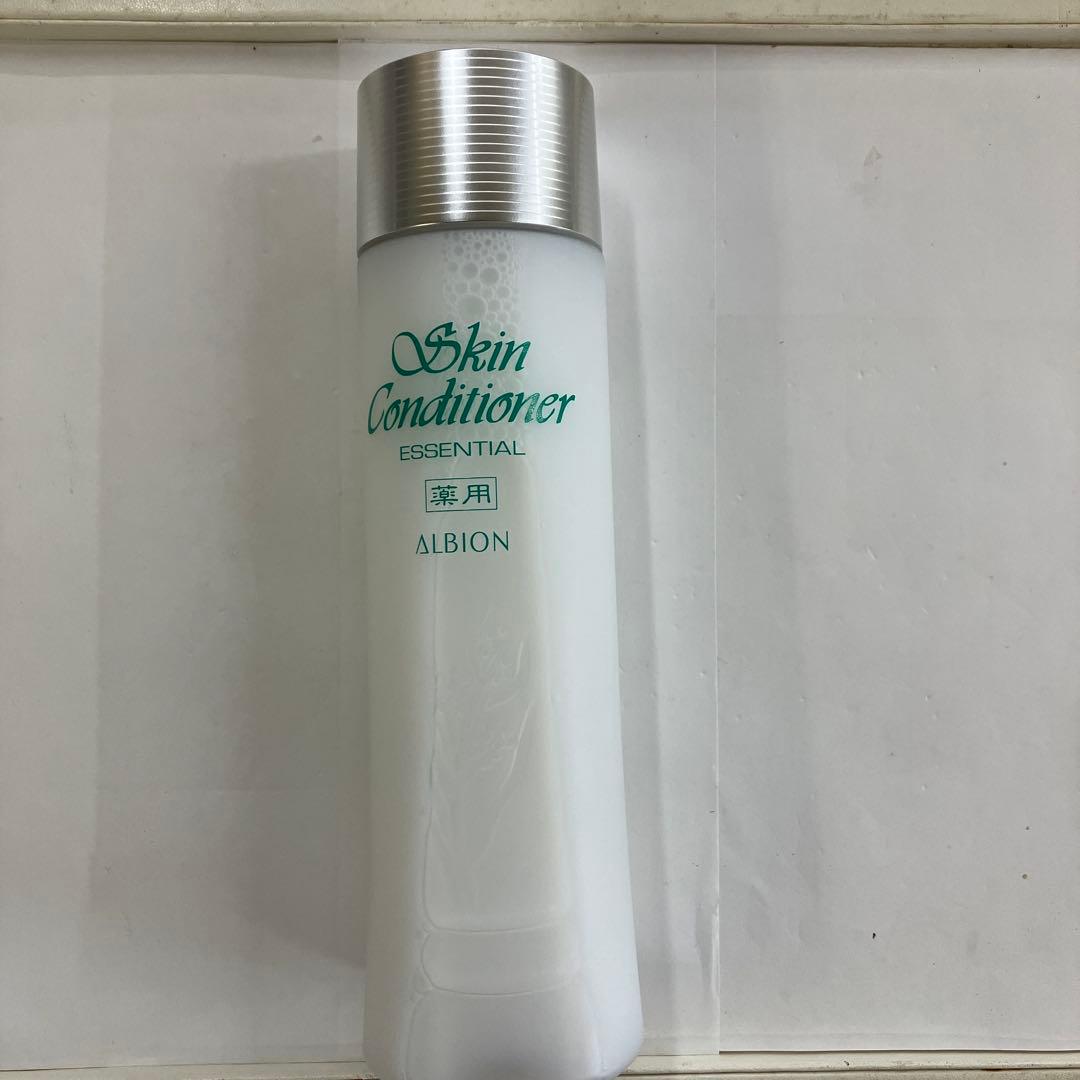 Skin
Conditioner
ESSENTIAL
薬用
ALBION